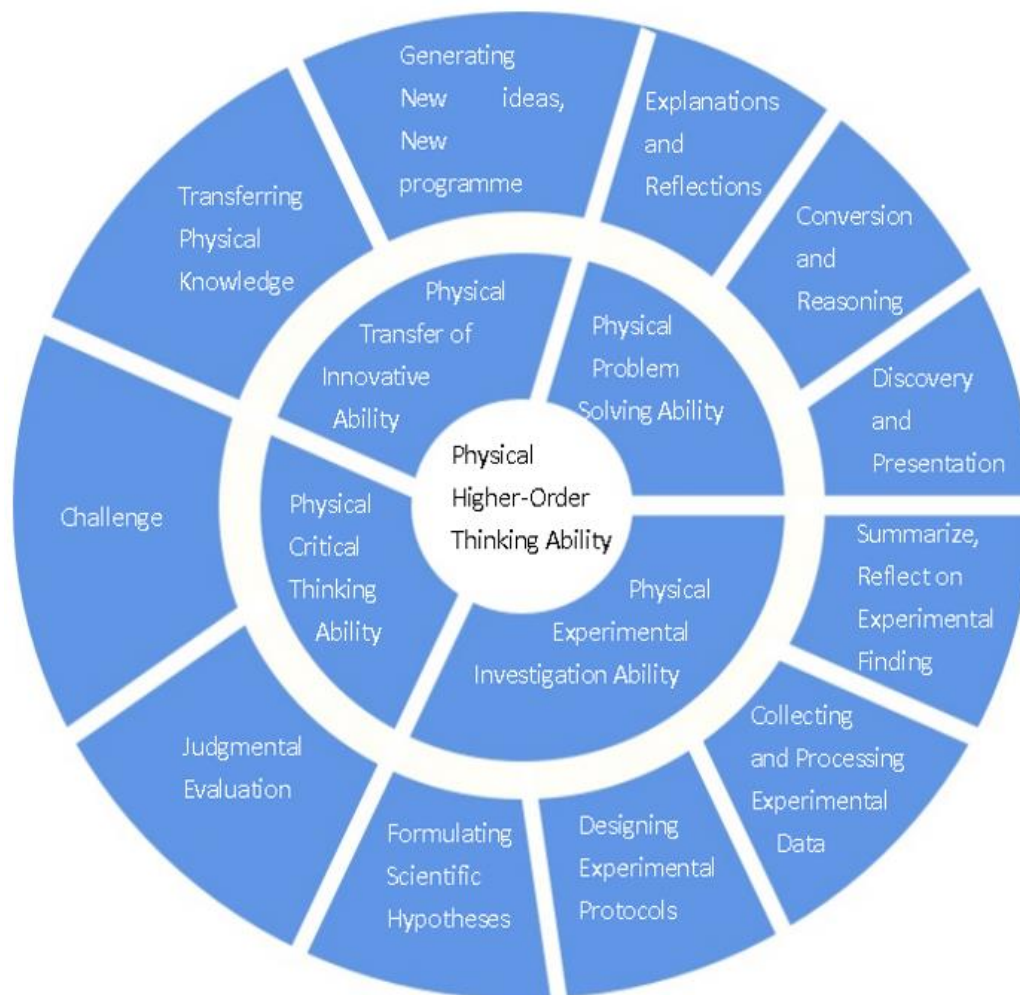 Generating
New ideas,
New
programme
Explanations
and
Reflections
Conversion
and
Reasoning
Discovery
and
Presentation
Summarize,
Reflect on
Experimental
Finding
Collecting
and Processing
Experimental
Data
Designing
Experimental
Protocols
Formulating
Scientific
Hypotheses
Judgmental
Evaluation
Challenge
Transferring
Physical
Knowledge
Physical
Transfer of
Innovative
Ability
Physical
Problem
Solving Ability
Physical
Experimental
Investigation Ability
Physical
Critical
Thinking
Ability
Physical
Higher-Order
Thinking Ability